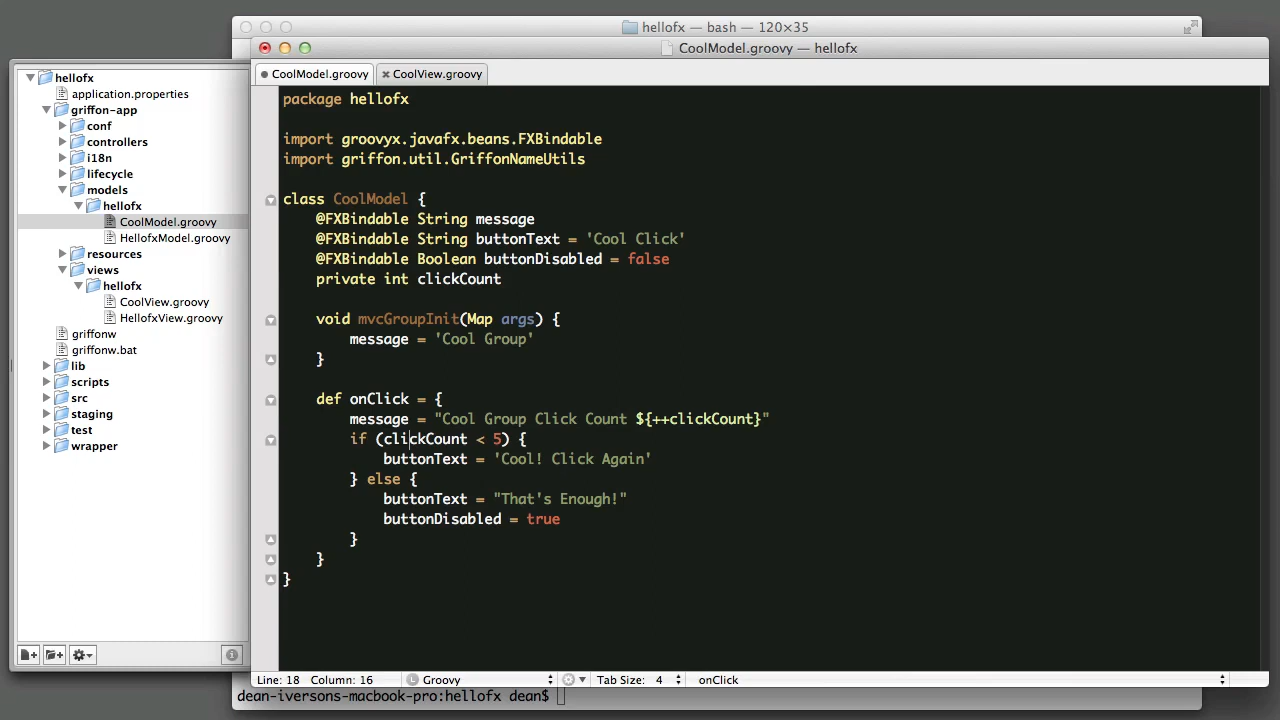 hellofx — bash — 120×35
CoolModel.groovy — hellofx
CoolModel.groovy
CoolView.groovy
hellofx
application.properties
griffon-app
conf
controllers
i18n
lifecycle
models
hellofx
CoolModel.groovy
HellofxModel.groovy
resources
views
hellofx
CoolView.groovy
HellofxView.groovy
griffonw
griffonw.bat
lib
scripts
src
staging
test
wrapper
package hellofx
import groovyx.javafx.beans.FXBindable
import griffon.util.GriffonNameUtils
class CoolModel {
@FXBindable String message
@FXBindable String buttonText = 'Cool Click'
@FXBindable Boolean buttonDisabled = false
private int clickCount
void mvcGroupInit(Map args) {
message = 'Cool Group'
}
def onClick = {
message = "Cool Group Click Count ${++clickCount}"
if (clickCount < 5) {
buttonText = 'Cool! Click Again'
} else {
buttonText = "That's Enough!"
buttonDisabled = true
}
}
}
Line: 18 Column: 16 L Groovy Tab Size: 4 onClick
dean-iversons-macbook-pro:hellofx dean$